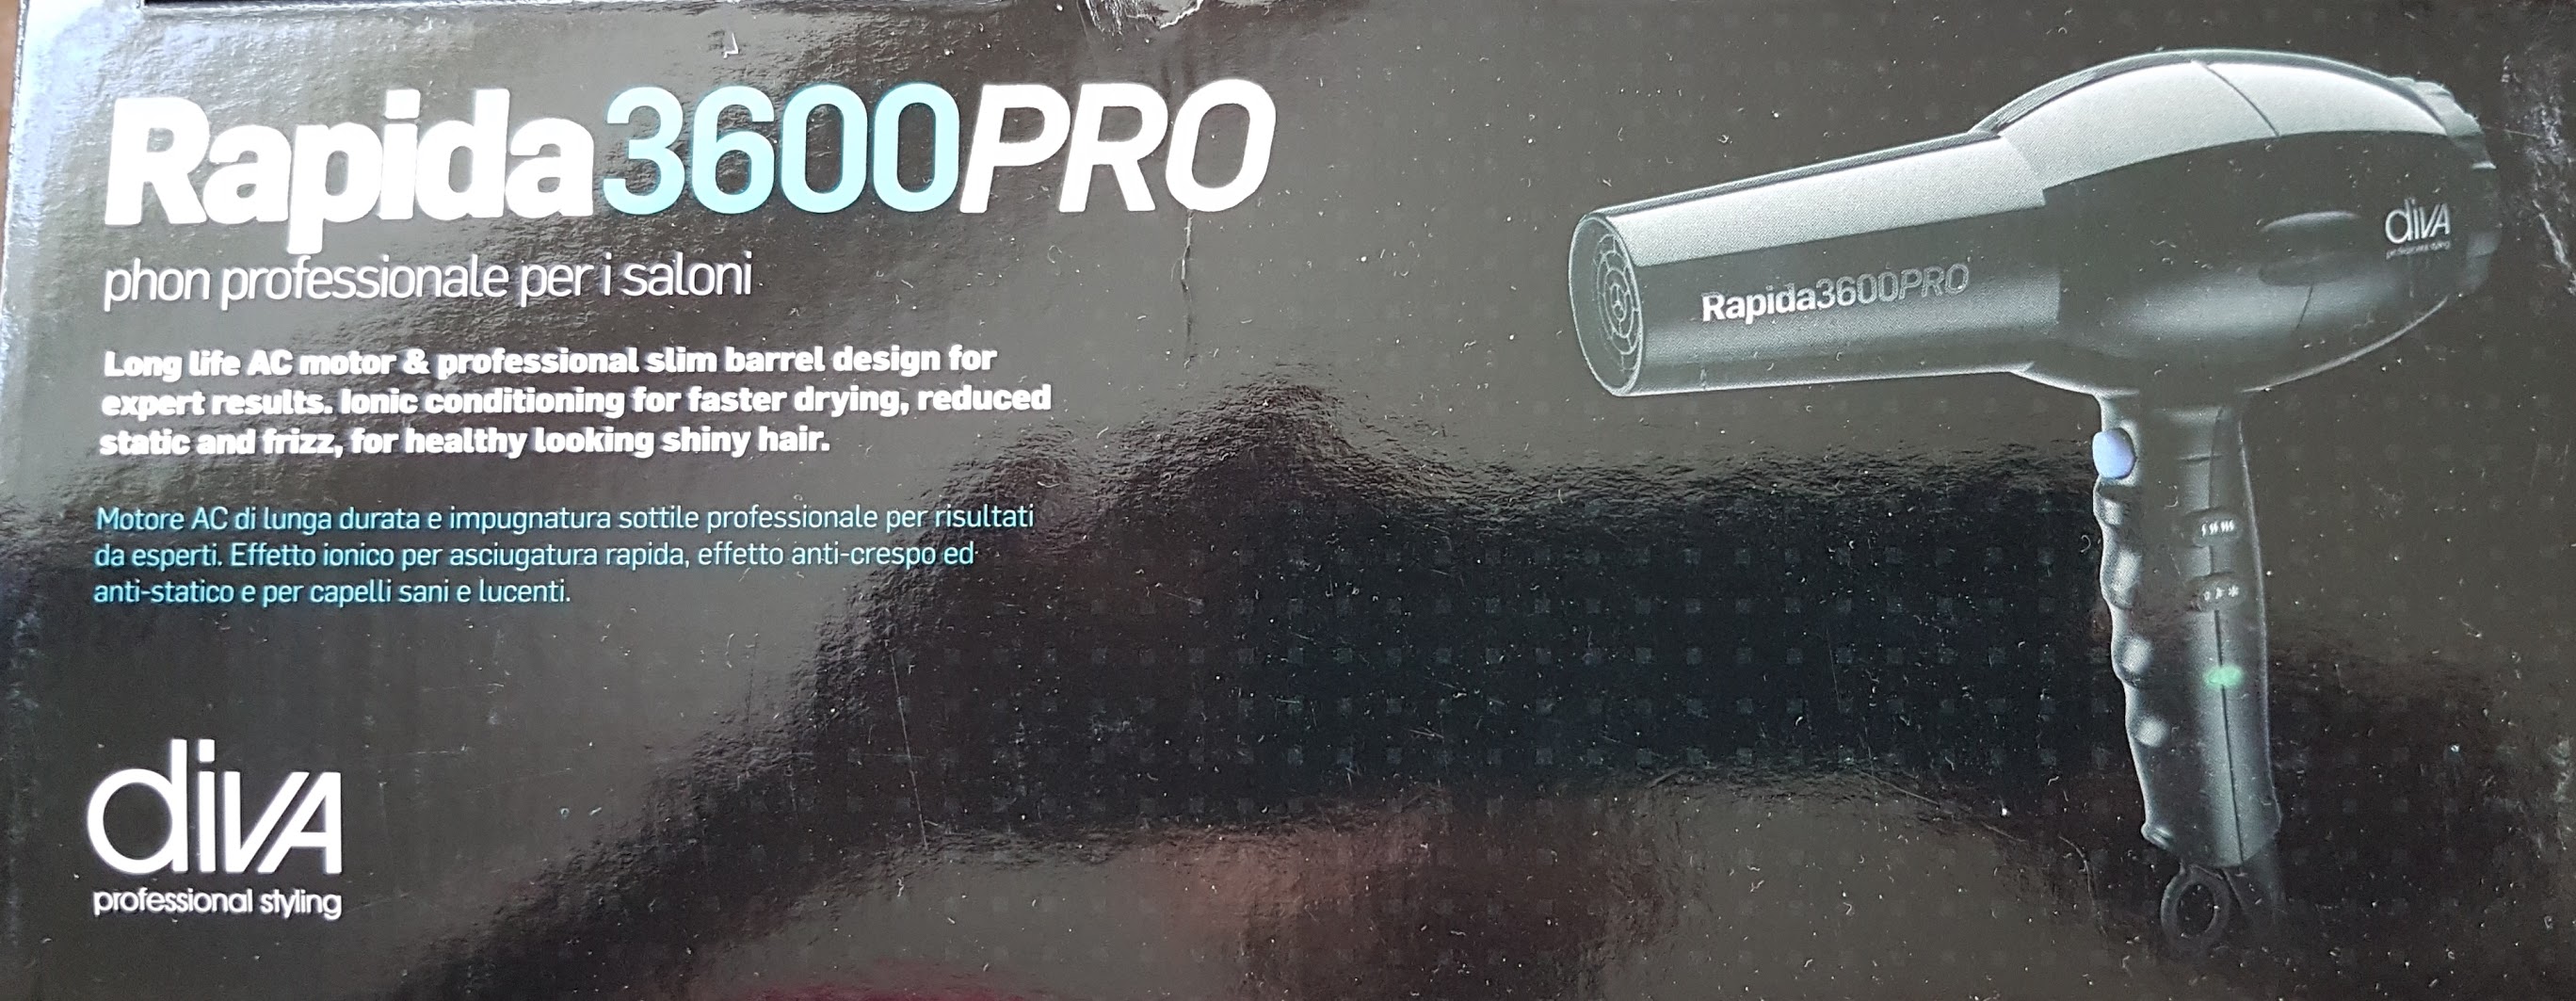 Rapida3600PRO
phon professionale per i saloni
Long life AC motor & professional slim barrel design for
expert results. Ionic conditioning for faster drying, reduced
static and frizz, for healthy looking shiny hair.
Motore AC di lunga durata e impugnatura sottile professionale per risultati
da esperti. Effetto ionico per asciugatura rapida, effetto anti-crespo ed
anti-statico e per capelli sani e lucenti.
diva
professional styling
Rapida3600PRO
diva
professional styling